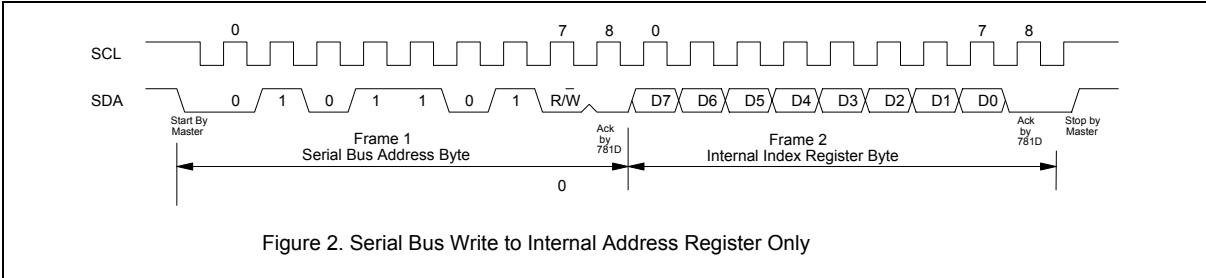 0 7 8 0 7 8
SCL
SDA 0 1 0 1 1 0 1 R/W D7 D6 D5 D4 D3 D2 D1 D0
Start By
Master
Ack
by
781D
Ack
by
781D
Stop by
Master
Frame 1
Serial Bus Address Byte
Frame 2
Internal Index Register Byte
0
Figure 2. Serial Bus Write to Internal Address Register Only